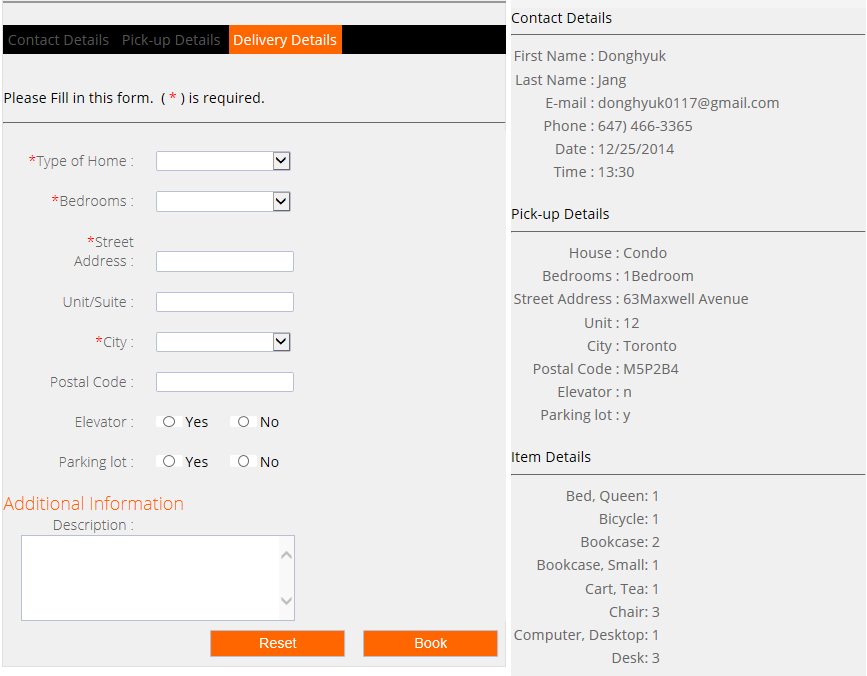 Contact Details Pick-up Details Delivery Details
Please Fill in this form. ( * ) is required.
*Type of Home :
*Bedrooms :
*Street
Address :
Unit/Suite :
*City :
Postal Code :
Elevator : Yes No
Parking lot : Yes No
Additional Information
Description :
Reset Book
Contact Details
First Name : Donghyuk
Last Name : Jang
E-mail : donghyuk0117@gmail.com
Phone : 647) 466-3365
Date : 12/25/2014
Time : 13:30
Pick-up Details
House : Condo
Bedrooms : 1Bedroom
Street Address : 63Maxwell Avenue
Unit : 12
City : Toronto
Postal Code : M5P2B4
Elevator : n
Parking lot : y
Item Details
Bed, Queen: 1
Bicycle: 1
Bookcase: 2
Bookcase, Small: 1
Cart, Tea: 1
Chair: 3
Computer, Desktop: 1
Desk: 3